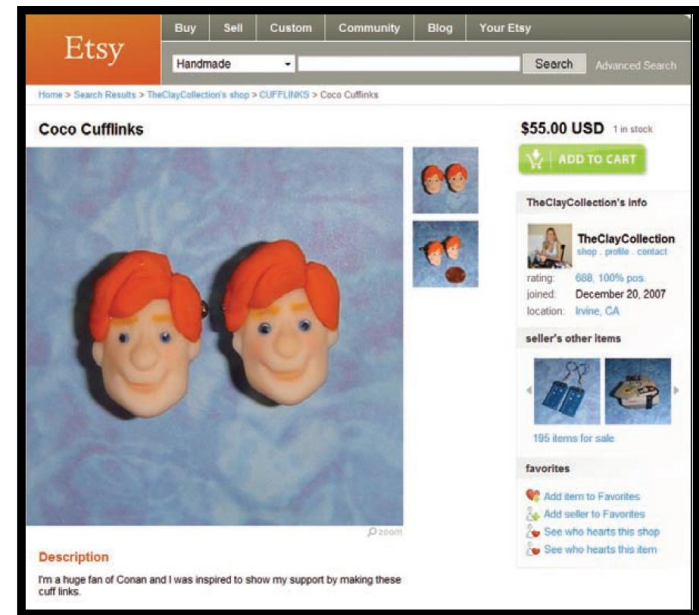 Etsy
Buy Sell Custom Community Blog Your Etsy
Handmade Search Advanced Search
Home > Search Results > TheClayCollection's shop > CUFFLINKS > Coco Cufflinks
Coco Cufflinks
$55.00 USD 1 in stock
ADD TO CART
TheClayCollection's info
TheClayCollection
shop . profile . contact
rating: 688, 100% pos.
joined: December 20, 2007
location: Irvine, CA
seller's other items
195 items for sale
favorites
Add item to Favorites
Add seller to Favorites
See who hearts this shop
See who hearts this item
zoom
Description
I'm a huge fan of Conan and I was inspired to show my support by making these
cuff links.